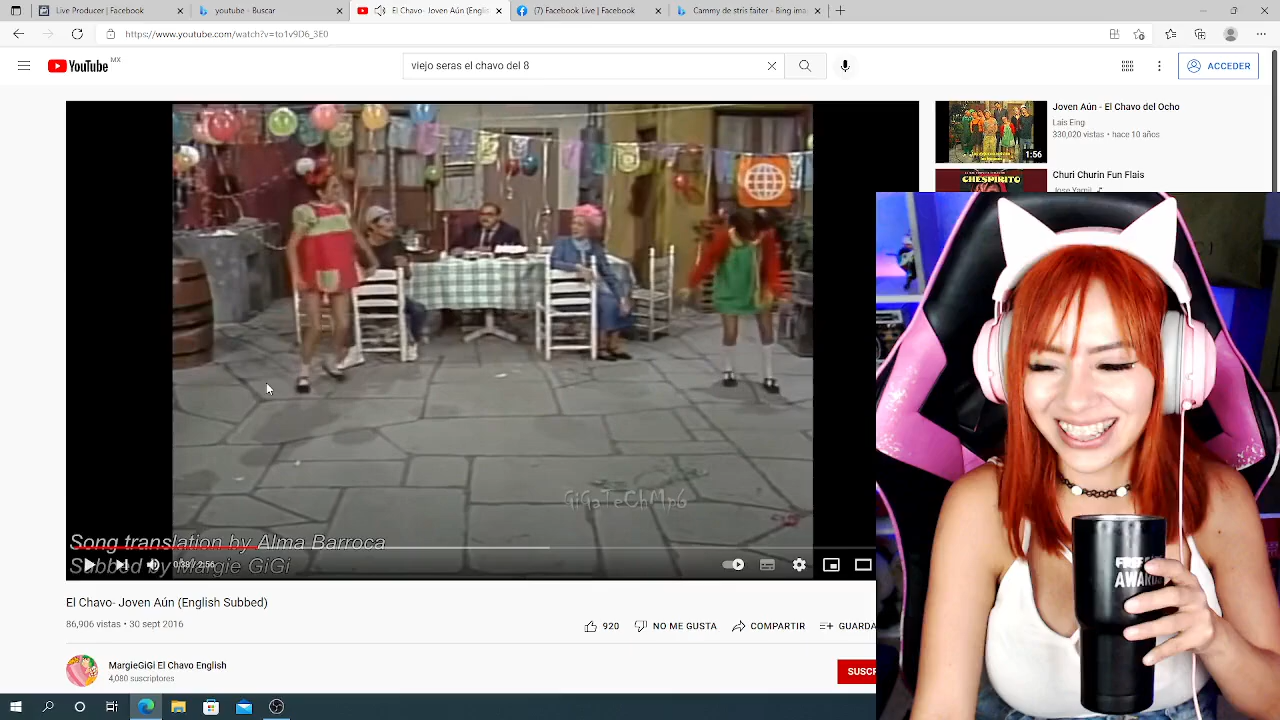 Live Producer | Facebook
youtube - Buscar
El Chavo- Joven Aún (Englis
(7) Facebook Live | Facebook
Cammy de stris faiter - Bing ima
https://www.youtube.com/watch?v=to1v9D6_3E0
YouTube MX
viejo seras el chavo del 8
ACCEDER
GiGaTeChMp6
Song translation by Alma Barroca
Subbed by Margie GiGi
/ 2:56
El Chavo- Joven Aún (English Subbed)
86,906 vistas • 30 sept 2016
920
NO ME GUSTA
COMPARTIR
GUARDA
MargieGiGi El Chavo English
4,080 suscriptores
SUSC
Joven Aún - El Chavo del Ocho
Lais Eing.
330,020 vistas • hace 10 años
1:56
CHESPIRITO
Churi Churin Fun Flais
AWARD